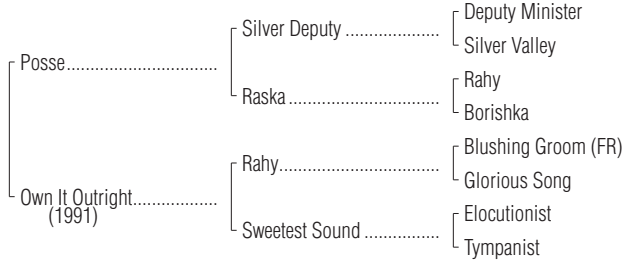 Deputy Minister
Silver Deputy
Silver Valley
Posse
Rahy
Raska
Borishka
Blushing Groom (FR)
Rahy
Glorious Song
Own It Outright
(1991)
Elocutionist
Sweetest Sound
Tympanist